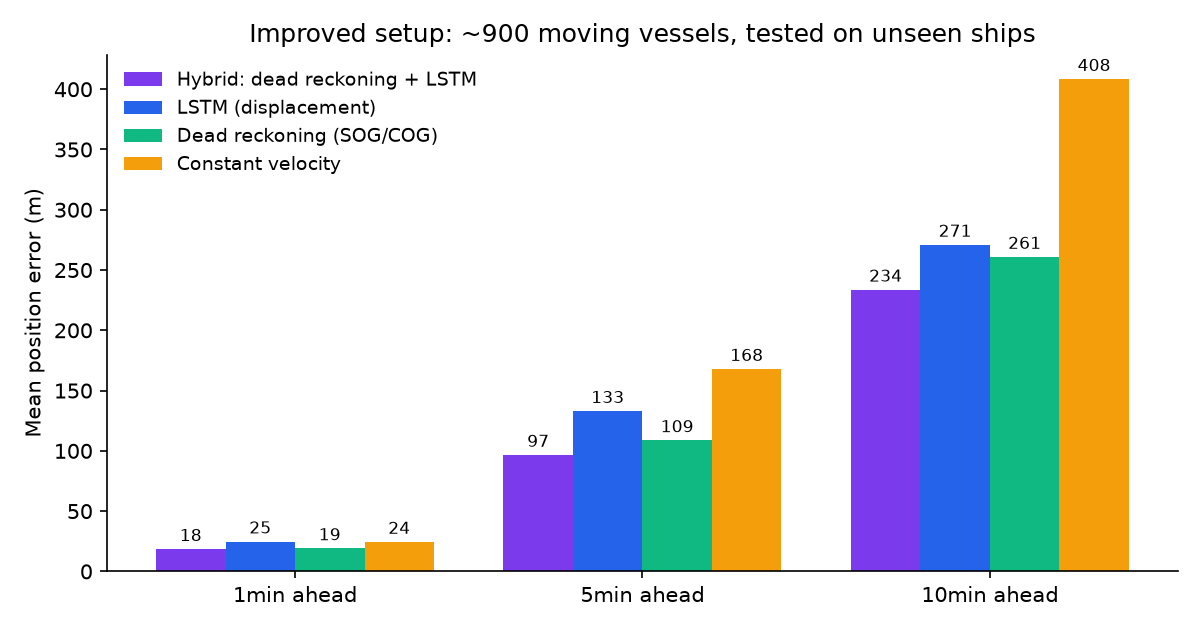 Improved setup: ~900 moving vessels, tested on unseen ships
Hybrid: dead reckoning + LSTM
LSTM (displacement)
Dead reckoning (SOG/COG)
Constant velocity
Mean position error (m)
400
350
300
250
200
150
100
50
0
18
25
19
24
97
133
109
168
234
271
261
408
1min ahead
5min ahead
10min ahead